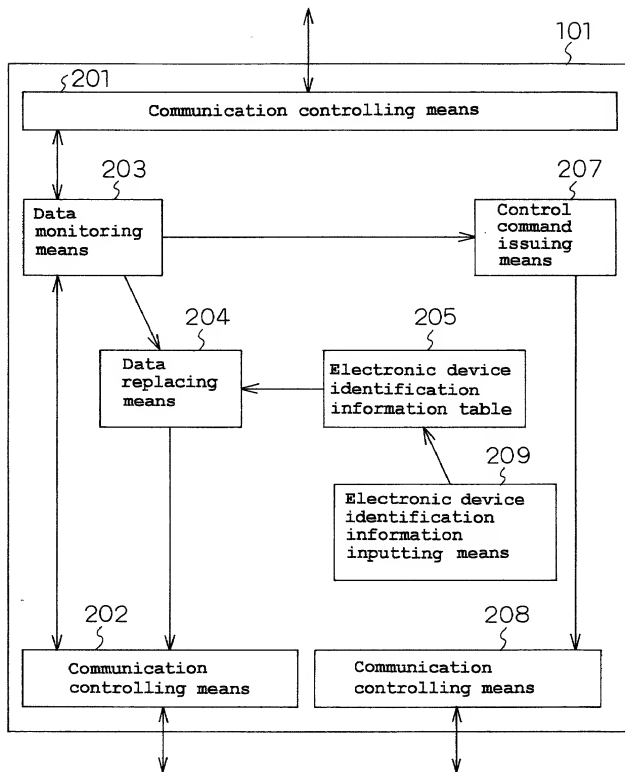 101
201
Communication controlling means
203
Data
monitoring
means
207
Control
command
issuing
means
204
Data
replacing
means
205
Electronic device
identification
information table
209
Electronic device
identification
information
inputting means
202
Communication
controlling means
208
Communication
controlling means